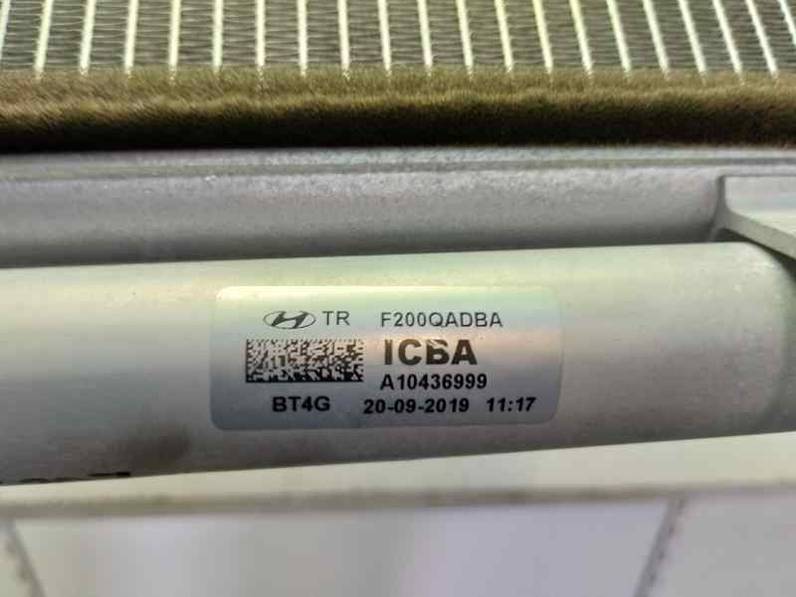 TR F200QADBA
ICBA
A10436999
BT4G 20-09-2019 11:17